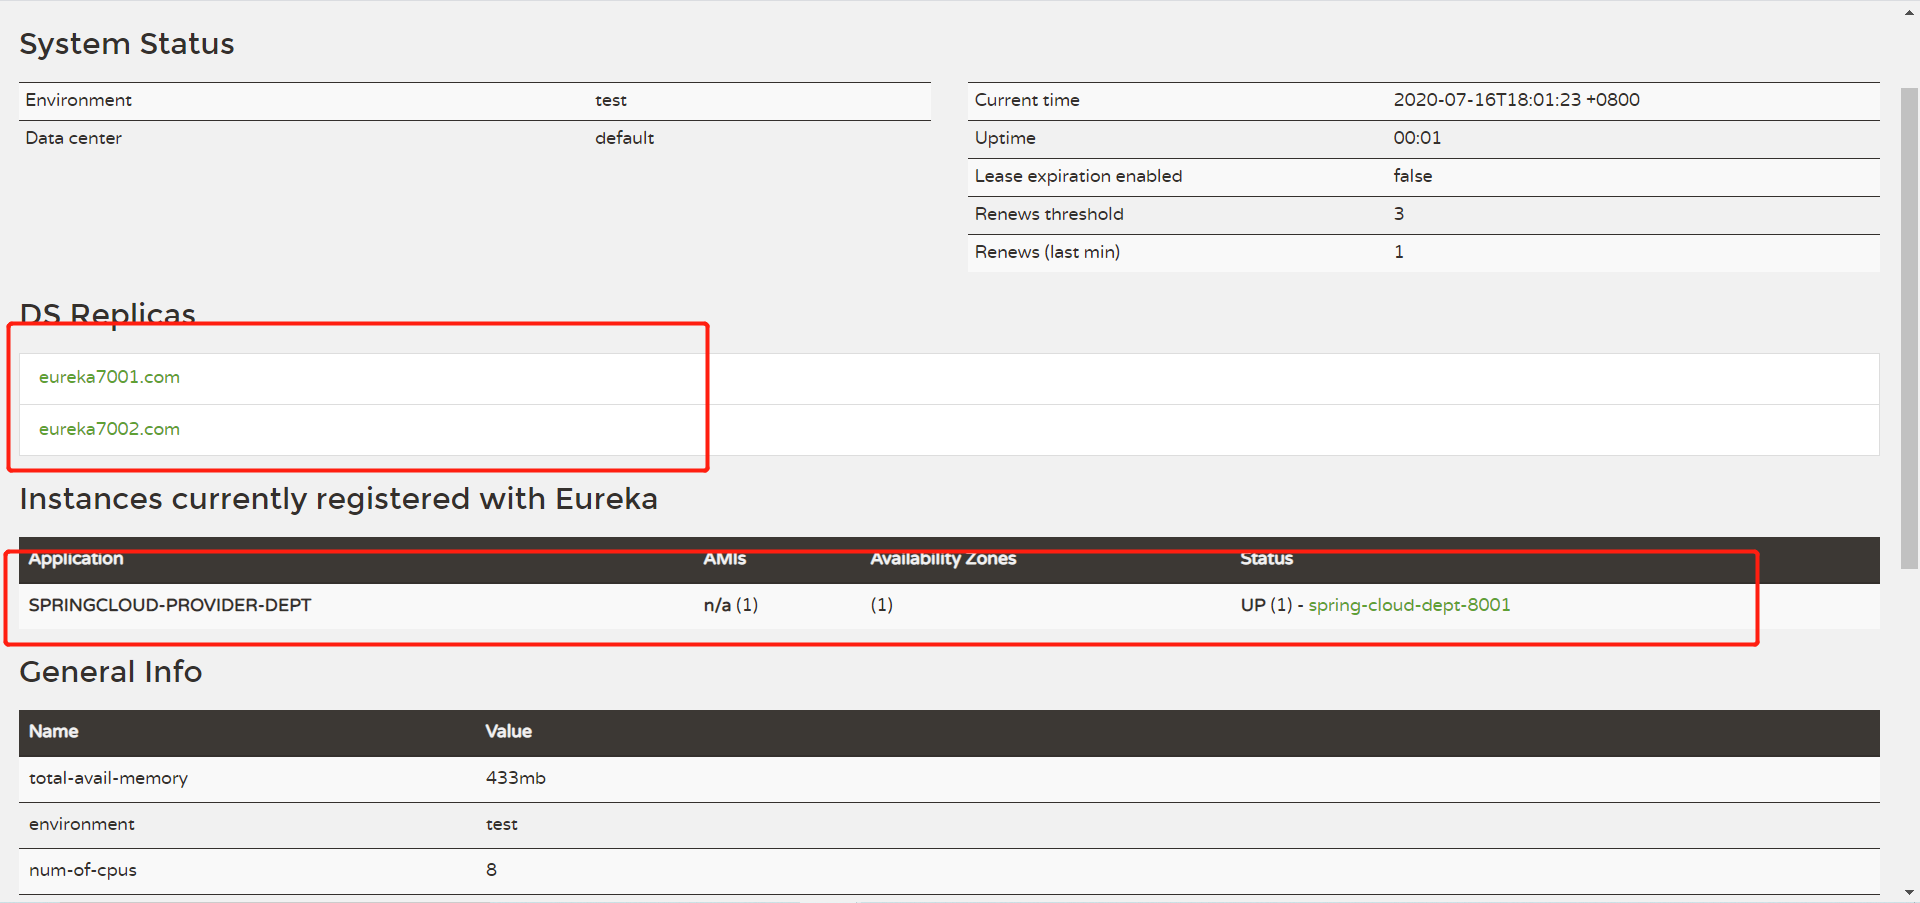 System Status
Environment test
Data center default
Current time 2020-07-16T18:01:23 +0800
Uptime 00:01
Lease expiration enabled false
Renews threshold 3
Renews (last min) 1
DS Replicas
eureka7001.com
eureka7002.com
Instances currently registered with Eureka
Application AMIs Availability Zones Status
SPRINGCLOUD-PROVIDER-DEPT n/a (1) (1) UP (1) - spring-cloud-dept-8001
General Info
Name Value
total-avail-memory 433mb
environment test
num-of-cpus 8